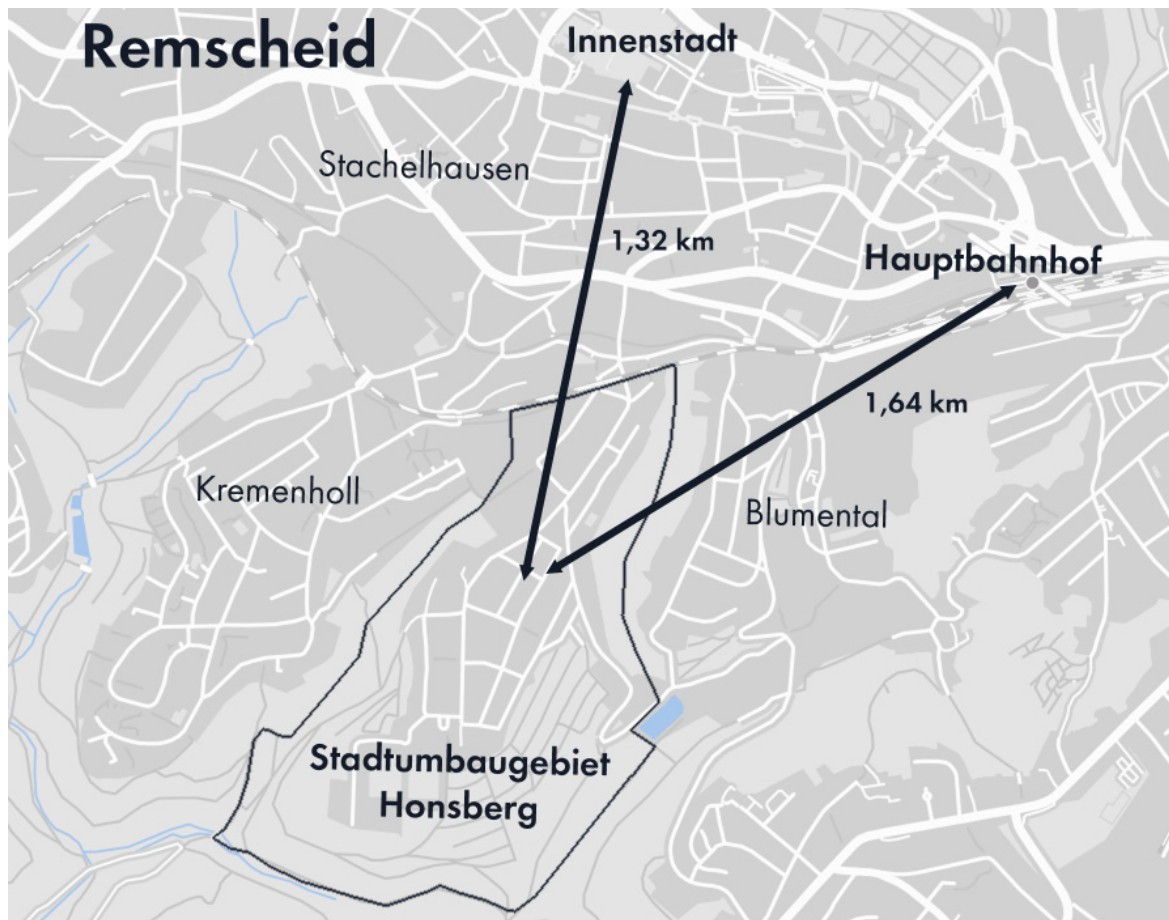 Remscheid
Innenstadt
Stachelhausen
1,32 km
Hauptbahnhof
1,64 km
Kremenholl
Blumental
Stadtumbaugebiet
Honsberg